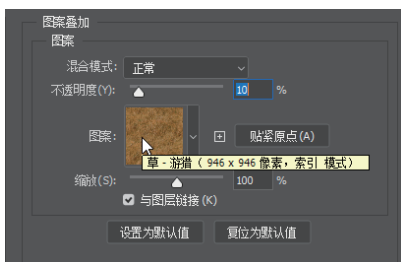 图案叠加
图案
混合模式: 正常
不透明度(Y): 10 %
图案: 贴紧原点(A)
草 - 游猎 ( 946 x 946 像素，索引 模式)
缩放(S): 100 %
与图层链接(K)
设置为默认值 复位为默认值